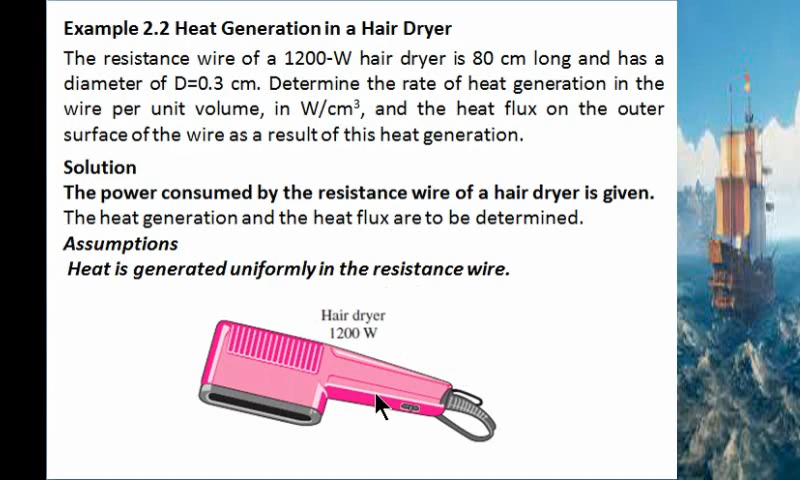 Example 2.2 Heat Generation in a Hair Dryer
The resistance wire of a 1200-W hair dryer is 80 cm long and has a
diameter of D=0.3 cm. Determine the rate of heat generation in the
wire per unit volume, in W/cm³, and the heat flux on the outer
surface of the wire as a result of this heat generation.
Solution
The power consumed by the resistance wire of a hair dryer is given.
The heat generation and the heat flux are to be determined.
Assumptions
Heat is generated uniformly in the resistance wire.
Hair dryer
1200 W